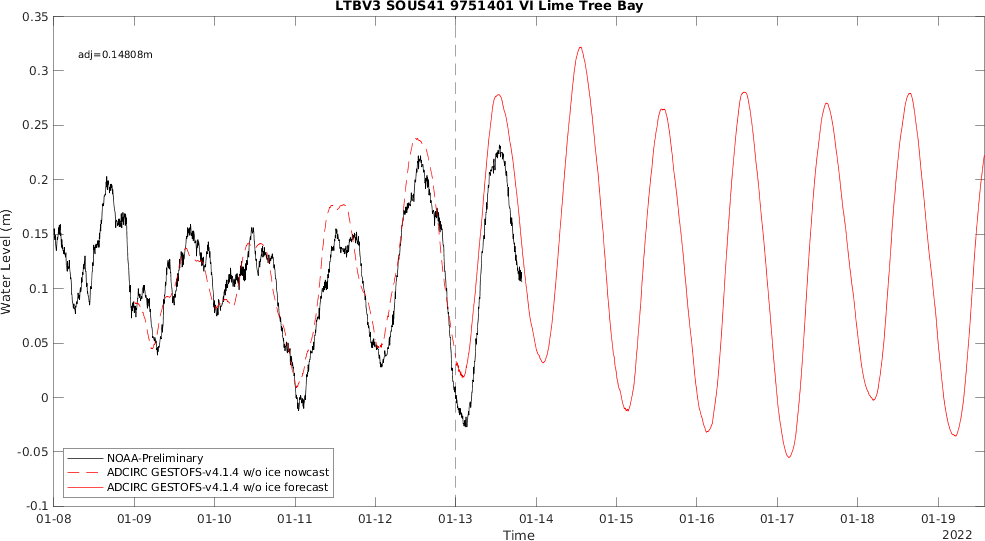 LTBV3 SOUS41 9751401 VI Lime Tree Bay
adj=0.14808m
0.35
0.3
0.25
0.2
0.15
0.1
0.05
0
-0.05
-0.1
Water Level (m)
NOAA-Preliminary
ADCIRC GESTOFS-v4.1.4 w/o ice nowcast
ADCIRC GESTOFS-v4.1.4 w/o ice forecast
01-08 01-09 01-10 01-11 01-12 01-13 01-14 01-15 01-16 01-17 01-18 01-19
Time
2022